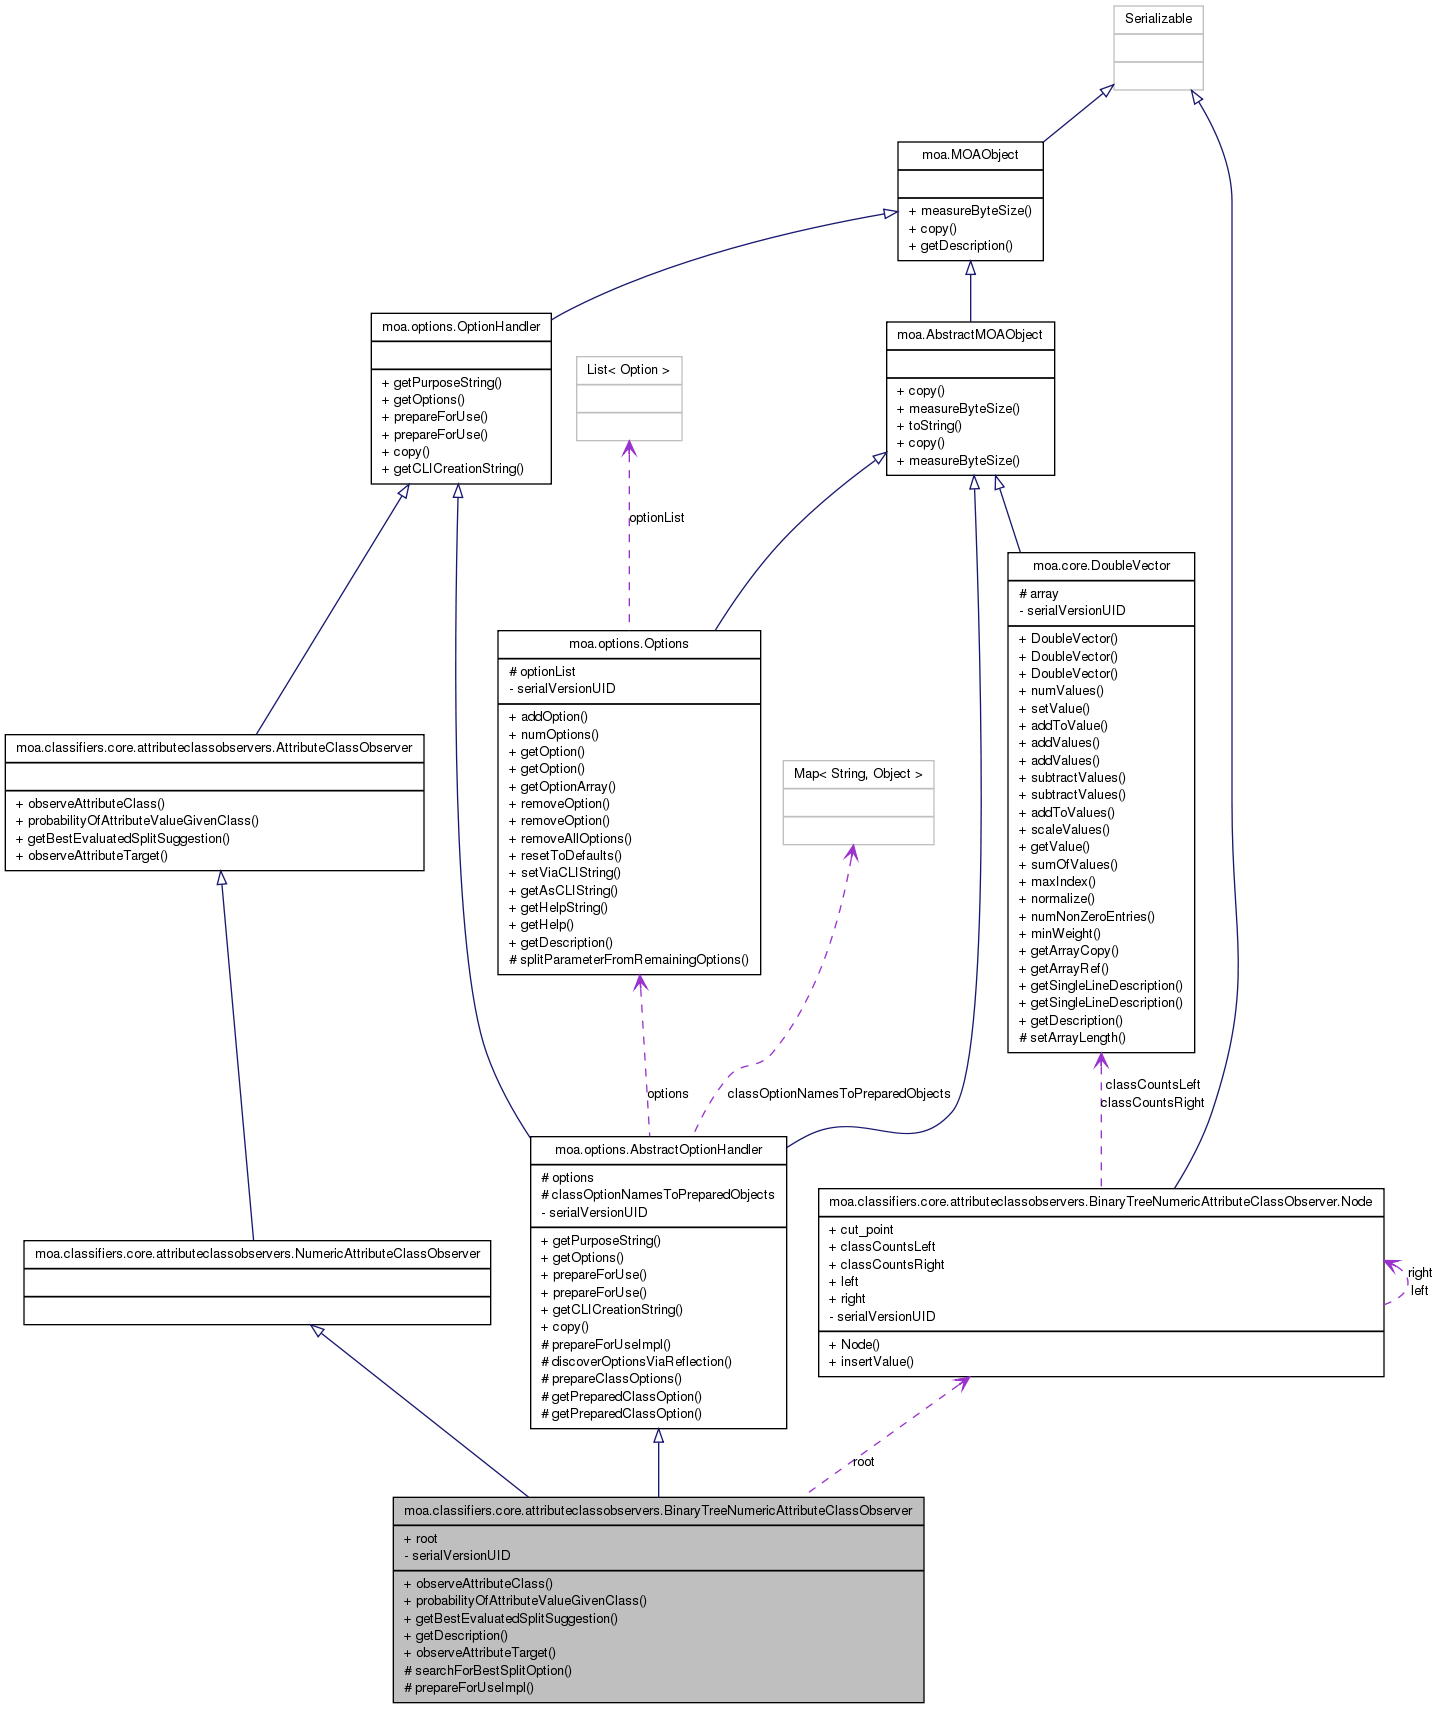 Serializable
moa.MOAObject
+ measureByteSize()
+ copy()
+ getDescription()
moa.options.OptionHandler
+ getPurposeString()
+ getOptions()
+ prepareForUse()
+ prepareForUse()
+ copy()
+ getCLICreationString()
moa.AbstractMOAObject
+ copy()
+ measureByteSize()
+ toString()
+ copy()
+ measureByteSize()
List< Option >
optionList
moa.core.DoubleVector
# array
- serialVersionUID
+ DoubleVector()
+ DoubleVector()
+ DoubleVector()
+ numValues()
+ setValue()
+ addToValue()
+ addValues()
+ addValues()
+ subtractValues()
+ subtractValues()
+ addToValues()
+ scaleValues()
+ getValue()
+ sumOfValues()
+ maxIndex()
+ normalize()
+ numNonZeroEntries()
+ minWeight()
+ getArrayCopy()
+ getArrayRef()
+ getSingleLineDescription()
+ getSingleLineDescription()
+ getDescription()
# setArrayLength()
moa.options.Options
# optionList
- serialVersionUID
+ addOption()
+ numOptions()
+ getOption()
+ getOption()
+ getOptionArray()
+ removeOption()
+ removeOption()
+ removeAllOptions()
+ resetToDefaults()
+ setViaCLIString()
+ getAsCLIString()
+ getHelpString()
+ getHelp()
+ getDescription()
# splitParameterFromRemainingOptions()
moa.classifiers.core.attributeclassobservers.AttributeClassObserver
+ observeAttributeClass()
+ probabilityOfAttributeValueGivenClass()
+ getBestEvaluatedSplitSuggestion()
+ observeAttributeTarget()
Map< String, Object >
options
classOptionNamesToPreparedObjects
classCountsLeft
classCountsRight
moa.options.AbstractOptionHandler
# options
# classOptionNamesToPreparedObjects
- serialVersionUID
+ getPurposeString()
+ getOptions()
+ prepareForUse()
+ prepareForUse()
+ getCLICreationString()
+ copy()
# prepareForUseImpl()
# discoverOptionsViaReflection()
# prepareClassOptions()
# getPreparedClassOption()
# getPreparedClassOption()
moa.classifiers.core.attributeclassobservers.BinaryTreeNumericAttributeClassObserver.Node
+ cut_point
+ classCountsLeft
+ classCountsRight
+ left
+ right
- serialVersionUID
+ Node()
+ insertValue()
right
left
moa.classifiers.core.attributeclassobservers.NumericAttributeClassObserver
root
moa.classifiers.core.attributeclassobservers.BinaryTreeNumericAttributeClassObserver
+ root
- serialVersionUID
+ observeAttributeClass()
+ probabilityOfAttributeValueGivenClass()
+ getBestEvaluatedSplitSuggestion()
+ getDescription()
+ observeAttributeTarget()
# searchForBestSplitOption()
# prepareForUseImpl()